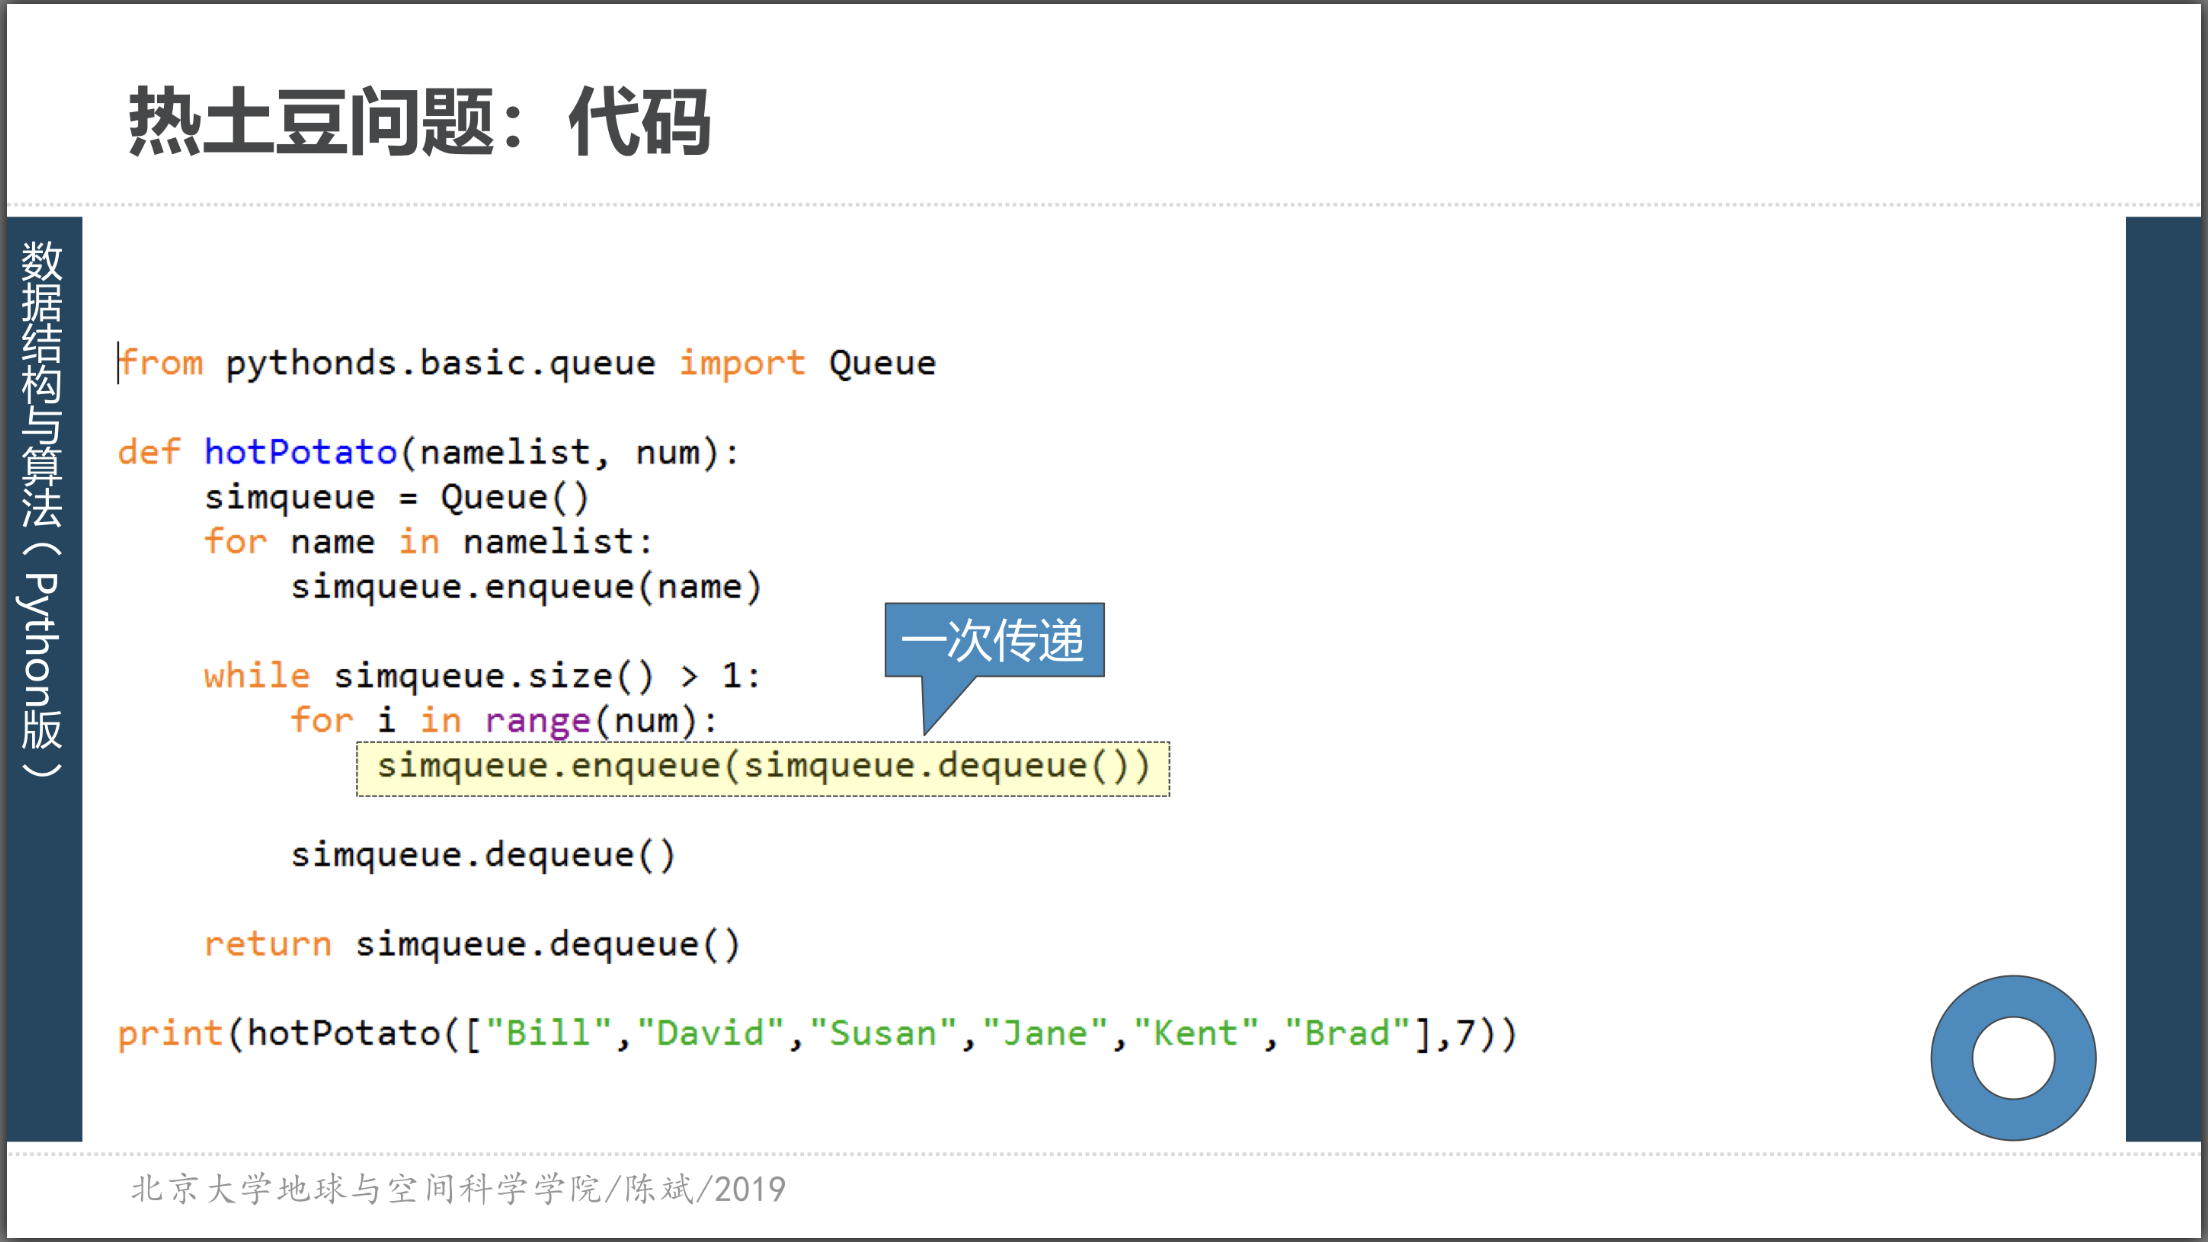 热土豆问题：代码
数据结构与算法（Python版）
from pythonds.basic.queue import Queue
def hotPotato(namelist, num):
    simqueue = Queue()
    for name in namelist:
        simqueue.enqueue(name)
一次传递
    while simqueue.size() > 1:
        for i in range(num):
            simqueue.enqueue(simqueue.dequeue())
        simqueue.dequeue()
    return simqueue.dequeue()
print(hotPotato(["Bill","David","Susan","Jane","Kent","Brad"],7))
北京大学地球与空间科学学院/陈斌/2019